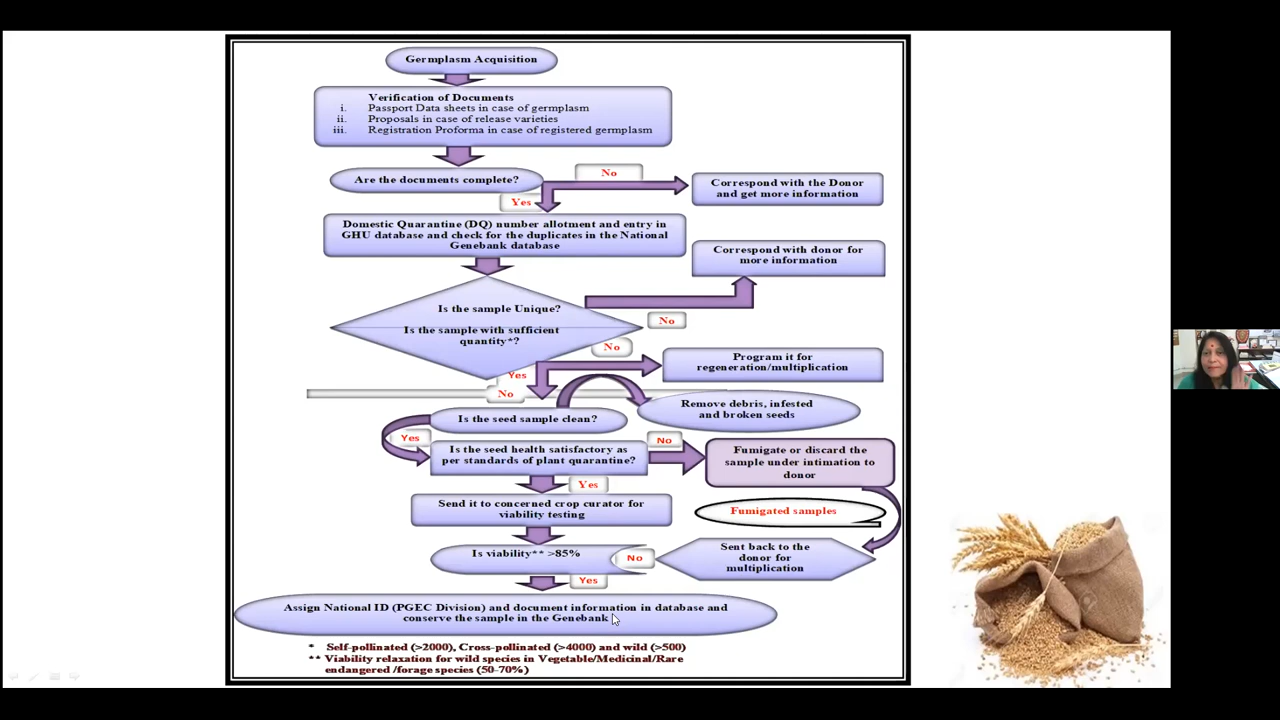 Germplasm Acquisition
Verification of Documents
i. Passport Data sheets in case of germplasm
ii. Proposals in case of release varieties
iii. Registration Proforma in case of registered germplasm
Are the documents complete?
No
Correspond with the Donor
and get more information
Yes
Domestic Quarantine (DQ) number allotment and entry in
GHU database and check for the duplicates in the National
Genebank database
Correspond with donor for
more information
Is the sample Unique?
No
Is the sample with sufficient
quantity*?
No
Program it for
regeneration/multiplication
Yes
No
Is the seed sample clean?
Remove debris, infested
and broken seeds
Yes
Is the seed health satisfactory as
per standards of plant quarantine?
No
Fumigate or discard the
sample under intimation to
donor
Yes
Send it to concerned crop curator for
viability testing
Fumigated samples
Is viability** >85%
No
Sent back to the
donor for
multiplication
Yes
Assign National ID (PGEC Division) and document information in database and
conserve the sample in the Genebank
* Self-pollinated (>2000), Cross-pollinated (>4000) and wild (>500)
** Viability relaxation for wild species in Vegetable/Medicinal/Rare
endangered /forage species (50-70%)